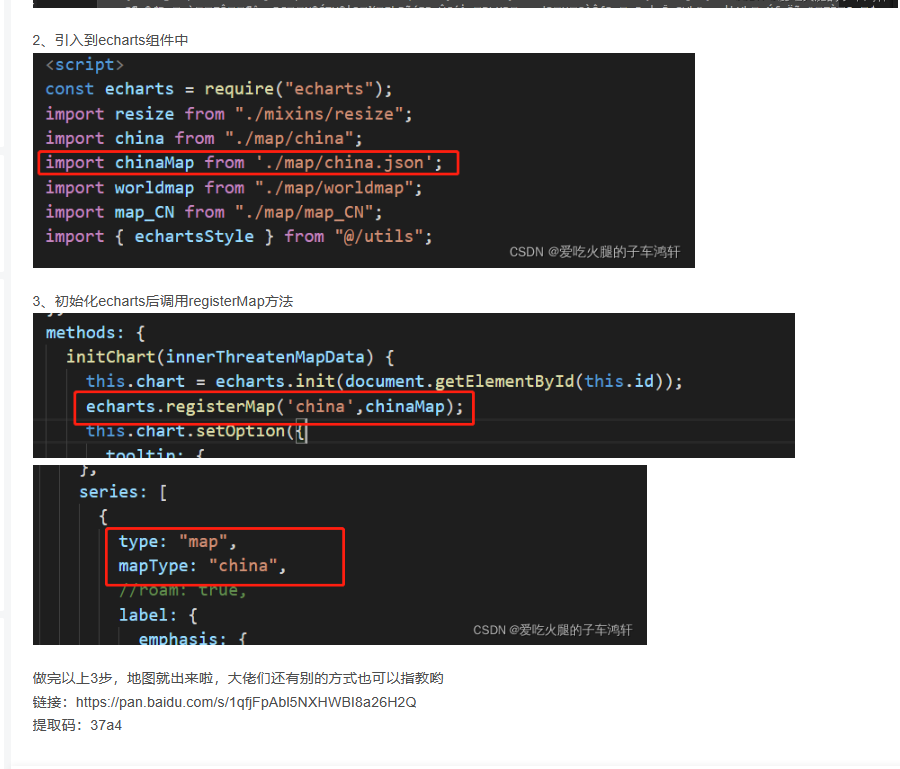 2、引入到echarts组件中
<script>
const echarts = require("echarts");
import resize from "./mixins/resize";
import china from "./map/china";
import chinaMap from './map/china.json';
import worldmap from "./map/worldmap";
import map_CN from "./map/map_CN";
import { echartsStyle } from "@/utils";
CSDN @爱吃火腿的子车鸿轩
3、初始化echarts后调用registerMap方法
methods: {
initChart(innerThreatenMapData) {
this.chart = echarts.init(document.getElementById(this.id));
echarts.registerMap('china',chinaMap);
this.chart.setOption({
tooltip: {
},
series: [
{
type: "map",
mapType: "china",
//roam: true,
label: {
emphasis: {
CSDN @爱吃火腿的子车鸿轩
做完以上3步，地图就出来啦，大佬们还有别的方式也可以指教哟
链接：https://pan.baidu.com/s/1qfjFpAbI5NXHWBI8a26H2Q
提取码：37a4